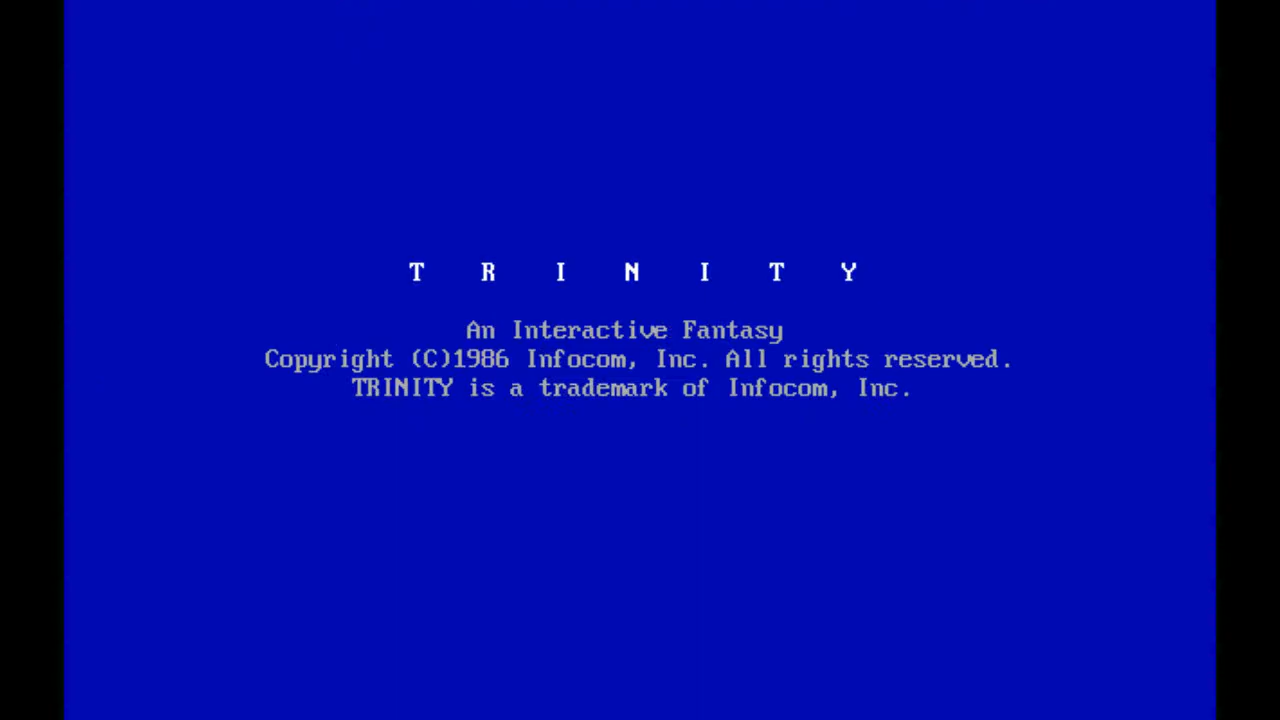 T R I N I T Y
An Interactive Fantasy
Copyright (C)1986 Infocom, Inc. All rights reserved.
TRINITY is a trademark of Infocom, Inc.